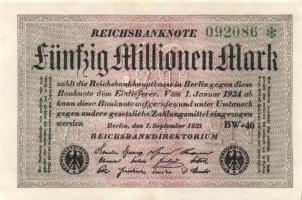 REICHSBANKNOTE 092086 *
Fünfzig Millionen Mark
zahlt die Reichsbankhauptkasse in Berlin gegen diese
Banknote dem Einlieferer. Vom 1. Januar 1924 ab
kann diese Banknote aufgerufen und unter Umtausch
gegen andere gesetzliche Zahlungsmittel eingezogen
werden
Berlin, den 1. September 1923 BW-40
REICHSBANKDIREKTORIUM